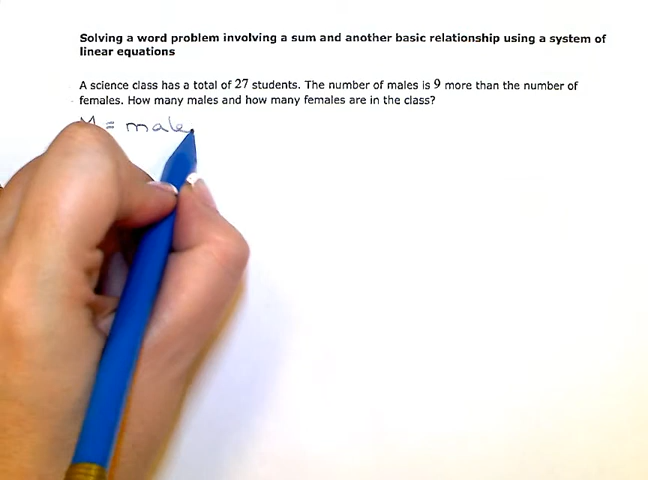 Solving a word problem involving a sum and another basic relationship using a system of
linear equations
A science class has a total of 27 students. The number of males is 9 more than the number of
females. How many males and how many females are in the class?
M = male